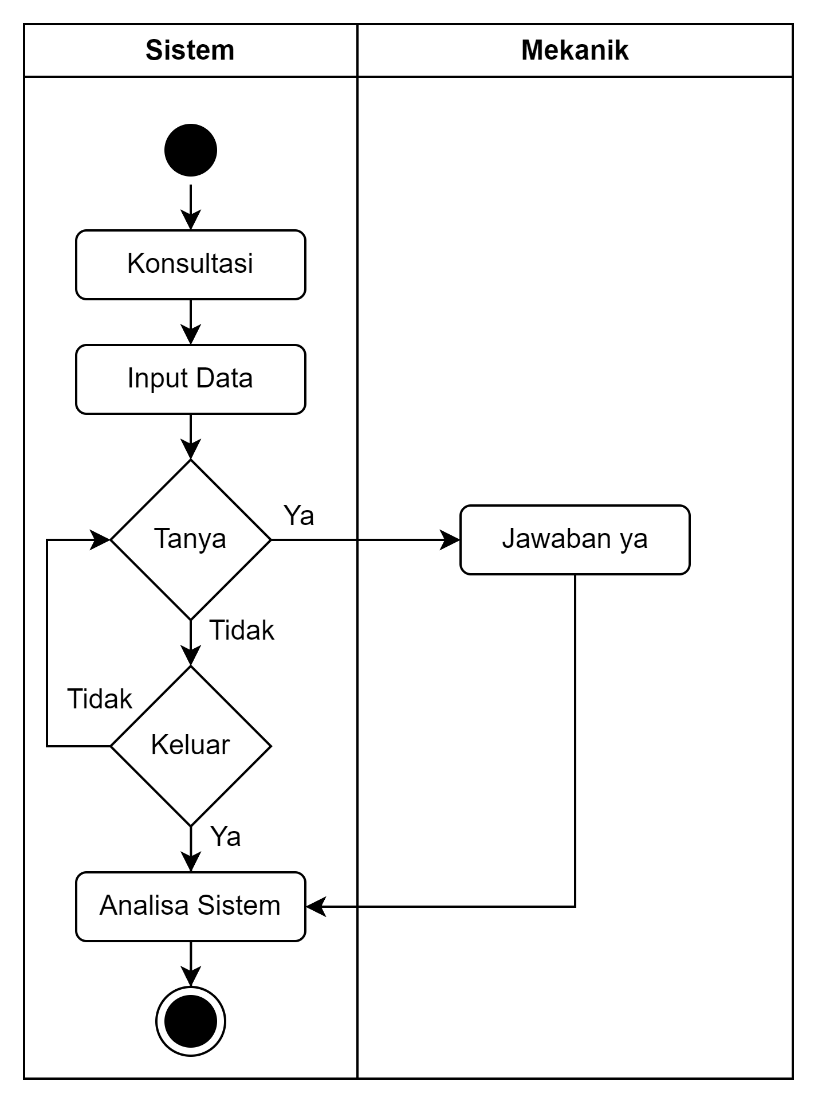 Sistem
Mekanik
Konsultasi
Input Data
Tanya
Ya
Jawaban ya
Tidak
Tidak
Keluar
Ya
Analisa Sistem